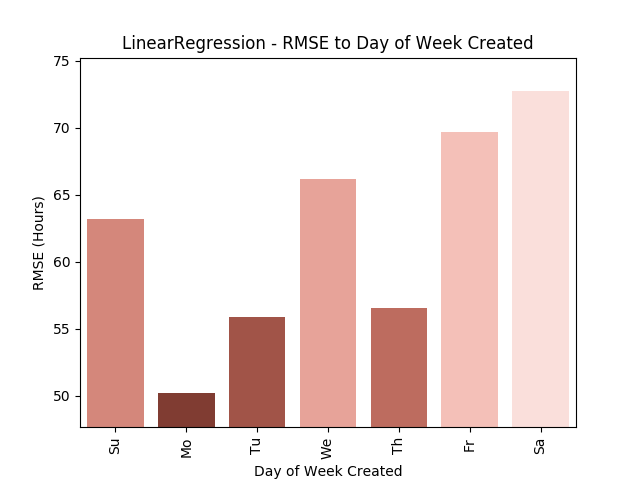 LinearRegression - RMSE to Day of Week Created
75
70
65
60
55
50
RMSE (Hours)
Su
Mo
Tu
We
Th
Fr
Sa
Day of Week Created